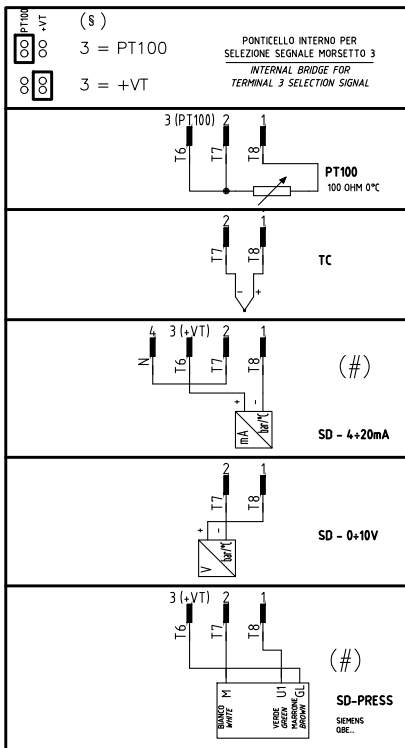 PT100
+VT
(§)
3 = PT100
3 = +VT
PONTICELLO INTERNO PER
SELEZIONE SEGNALE MORSETTO 3
INTERNAL BRIDGE FOR
TERMINAL 3 SELECTION SIGNAL
3 (PT100) 2 1
T6 T7 T8
PT100
100 OHM 0°C
2 1
T7 T8
- +
TC
4 3 (+VT) 2 1
N T6 T7 T8
(#)
+ -
mA bar/°C
SD - 4÷20mA
2 1
T7 T8
+ -
V bar/°C
SD - 0÷10V
3 (+VT) 2 1
T6 T7 T8
(#)
M U1 GL
BIANCO
WHITE
VERDE
GREEN
MARRONE
BROWN
SD-PRESS
SIEMENS
QBE...